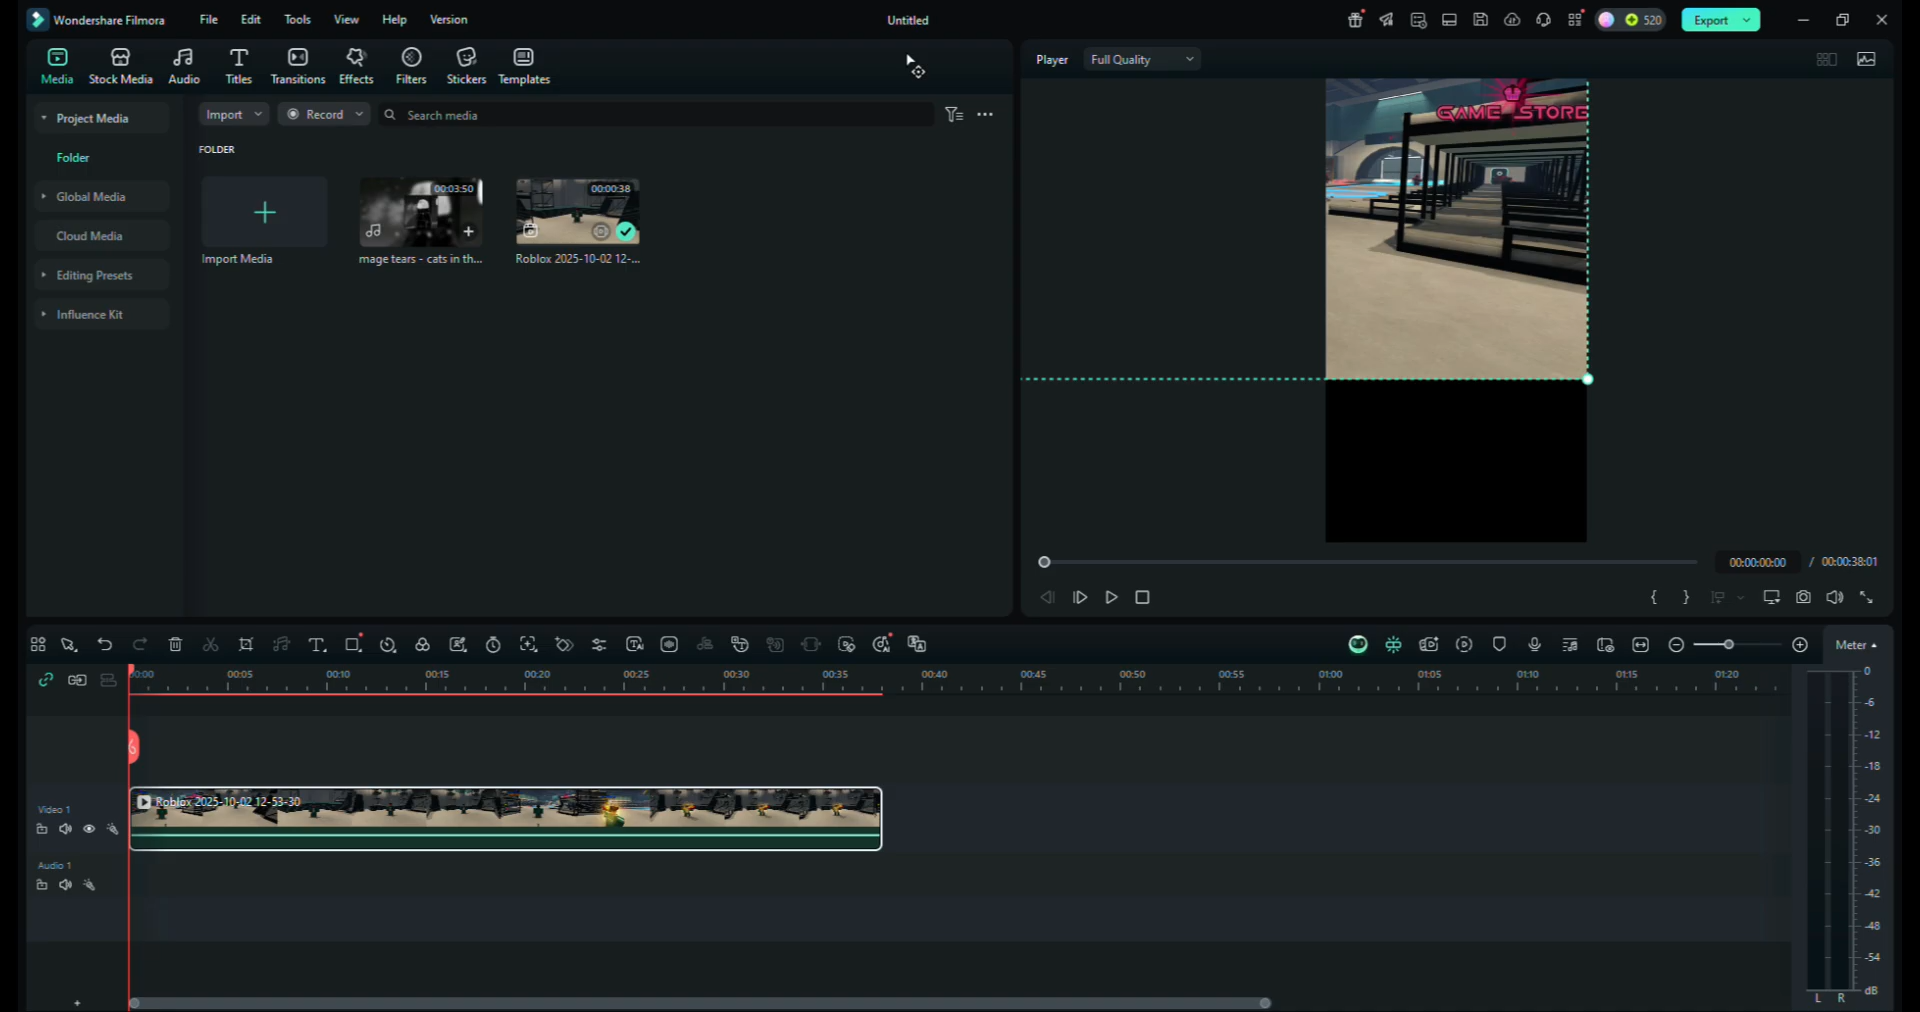 Wondershare Filmora File Edit Tools View Help Version Untitled 520 Export
Media Stock Media Audio Titles Transitions Effects Filters Stickers Templates
Player Full Quality
Project Media
Import Record Search media
FOLDER
Folder
Global Media
Cloud Media
Editing Presets
Influence Kit
00:03:50
00:00:38
Import Media
mage tears - cats in th...
Roblox 2025-10-02 12-...
GAME STORE
00:00:00:00 / 00:00:38:01
{ }
Meter
00:00 00:05 00:10 00:15 00:20 00:25 00:30 00:35 00:40 00:45 00:50 00:55 01:00 01:05 01:10 01:15 01:20
Video 1
Roblox 2025-10-02 12-53-30
Audio 1
0
-6
-12
-18
-24
-30
-36
-42
-48
-54
dB
L R